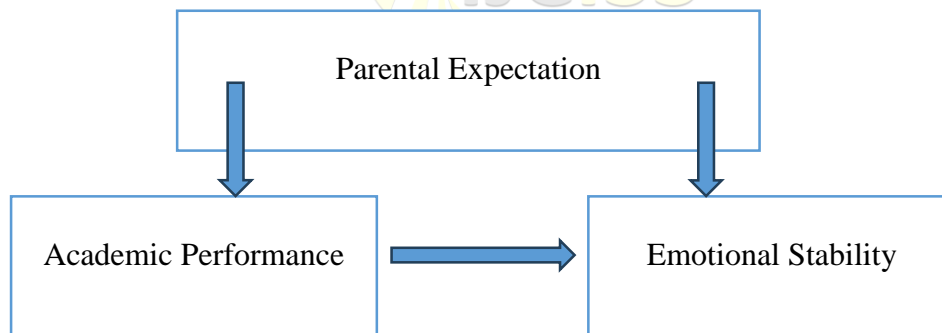 Parental Expectation
Academic Performance
Emotional Stability